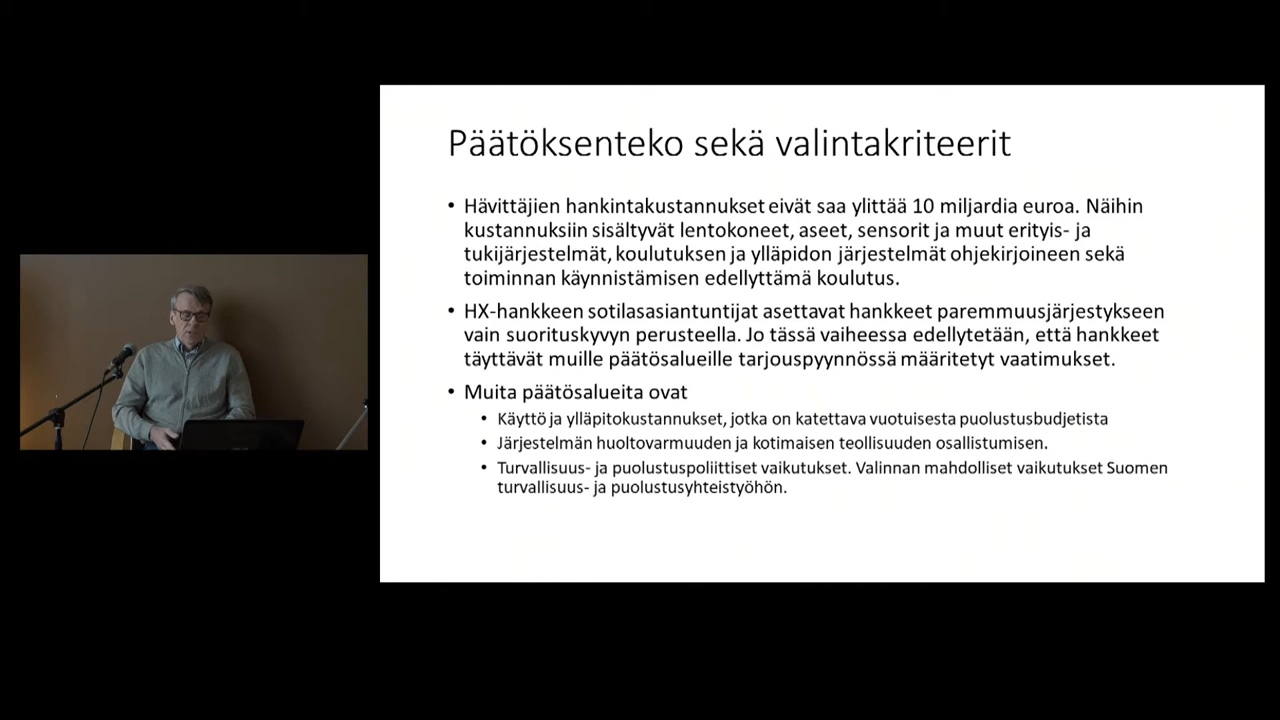 Päätöksenteko sekä valintakriteerit
• Hävittäjien hankintakustannukset eivät saa ylittää 10 miljardia euroa. Näihin
kustannuksiin sisältyvät lentokoneet, aseet, sensorit ja muut erityis- ja
tukijärjestelmät, koulutuksen ja ylläpidon järjestelmät ohjekirjoineen sekä
toiminnan käynnistämisen edellyttämä koulutus.
• HX-hankkeen sotilasasiantuntijat asettavat hankkeet paremmuusjärjestykseen
vain suorituskyvyn perusteella. Jo tässä vaiheessa edellytetään, että hankkeet
täyttävät muille päätösalueille tarjouspyynnössä määritetyt vaatimukset.
• Muita päätösalueita ovat
• Käyttö ja ylläpitokustannukset, jotka on katettava vuotuisesta puolustusbudjetista
• Järjestelmän huoltovarmuuden ja kotimaisen teollisuuden osallistumisen.
• Turvallisuus- ja puolustuspoliittiset vaikutukset. Valinnan mahdolliset vaikutukset Suomen
turvallisuus- ja puolustusyhteistyöhön.